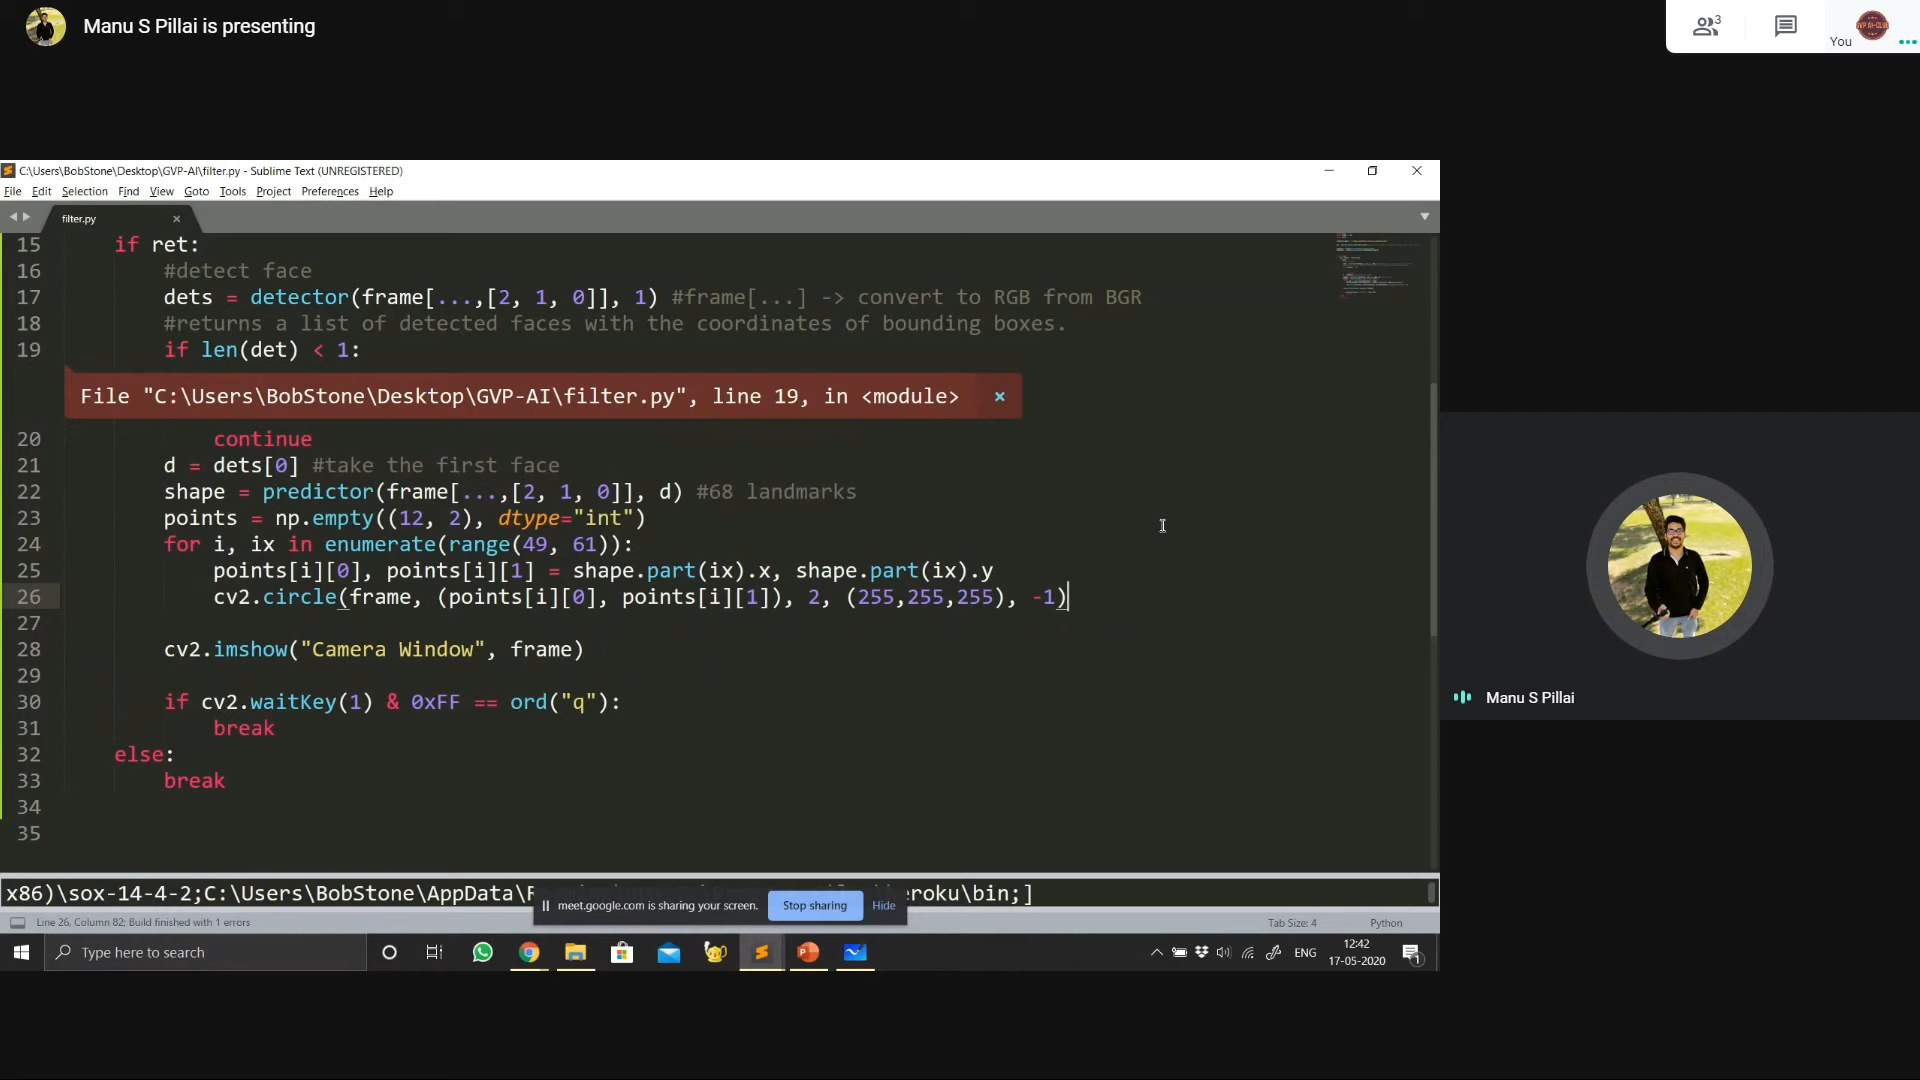 Manu S Pillai is presenting
3
You
C:\Users\BobStone\Desktop\GVP-AI\filter.py - Sublime Text (UNREGISTERED)
File Edit Selection Find View Goto Tools Project Preferences Help
filter.py
15 if ret:
16 #detect face
17 dets = detector(frame[...,[2, 1, 0]], 1) #frame[...] -> convert to RGB from BGR
18 #returns a list of detected faces with the coordinates of bounding boxes.
19 if len(det) < 1:
File "C:\Users\BobStone\Desktop\GVP-AI\filter.py", line 19, in <module> ×
20 continue
21 d = dets[0] #take the first face
22 shape = predictor(frame[...,[2, 1, 0]], d) #68 landmarks
23 points = np.empty((12, 2), dtype="int")
24 for i, ix in enumerate(range(49, 61)):
25 points[i][0], points[i][1] = shape.part(ix).x, shape.part(ix).y
26 cv2.circle(frame, (points[i][0], points[i][1]), 2, (255,255,255), -1)
27
28 cv2.imshow("Camera Window", frame)
29
30 if cv2.waitKey(1) & 0xFF == ord("q"):
31 break
32 else:
33 break
34
35
Manu S Pillai
x86)\sox-14-4-2;C:\Users\BobStone\AppData\ eroku\bin;]
meet.google.com is sharing your screen. Stop sharing Hide
Line 26, Column 82; Build finished with 1 errors
Tab Size: 4 Python
Type here to search
ENG
12:42
17-05-2020
1